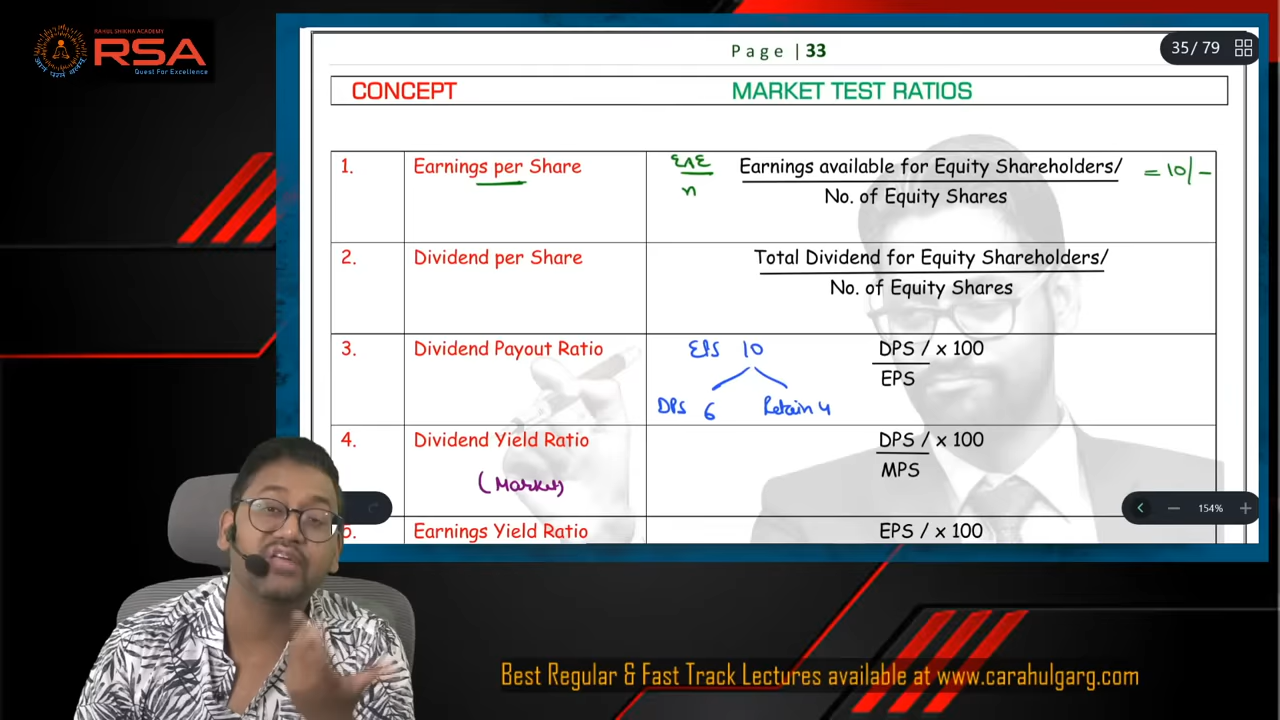 RAHUL SHIKHA ACADEMY
RSA
Quest For Excellence
Page | 33
35 / 79
CONCEPT MARKET TEST RATIOS
1. Earnings per Share EAE Earnings available for Equity Shareholders/ = 10/-
n No. of Equity Shares
2. Dividend per Share Total Dividend for Equity Shareholders/
No. of Equity Shares
3. Dividend Payout Ratio EPS 10 DPS / x 100
EPS
DPS 6 Retain 4
4. Dividend Yield Ratio DPS / x 100
MPS
(Market)
154%
5. Earnings Yield Ratio EPS / x 100
Best Regular & Fast Track Lectures available at www.carahulgarg.com